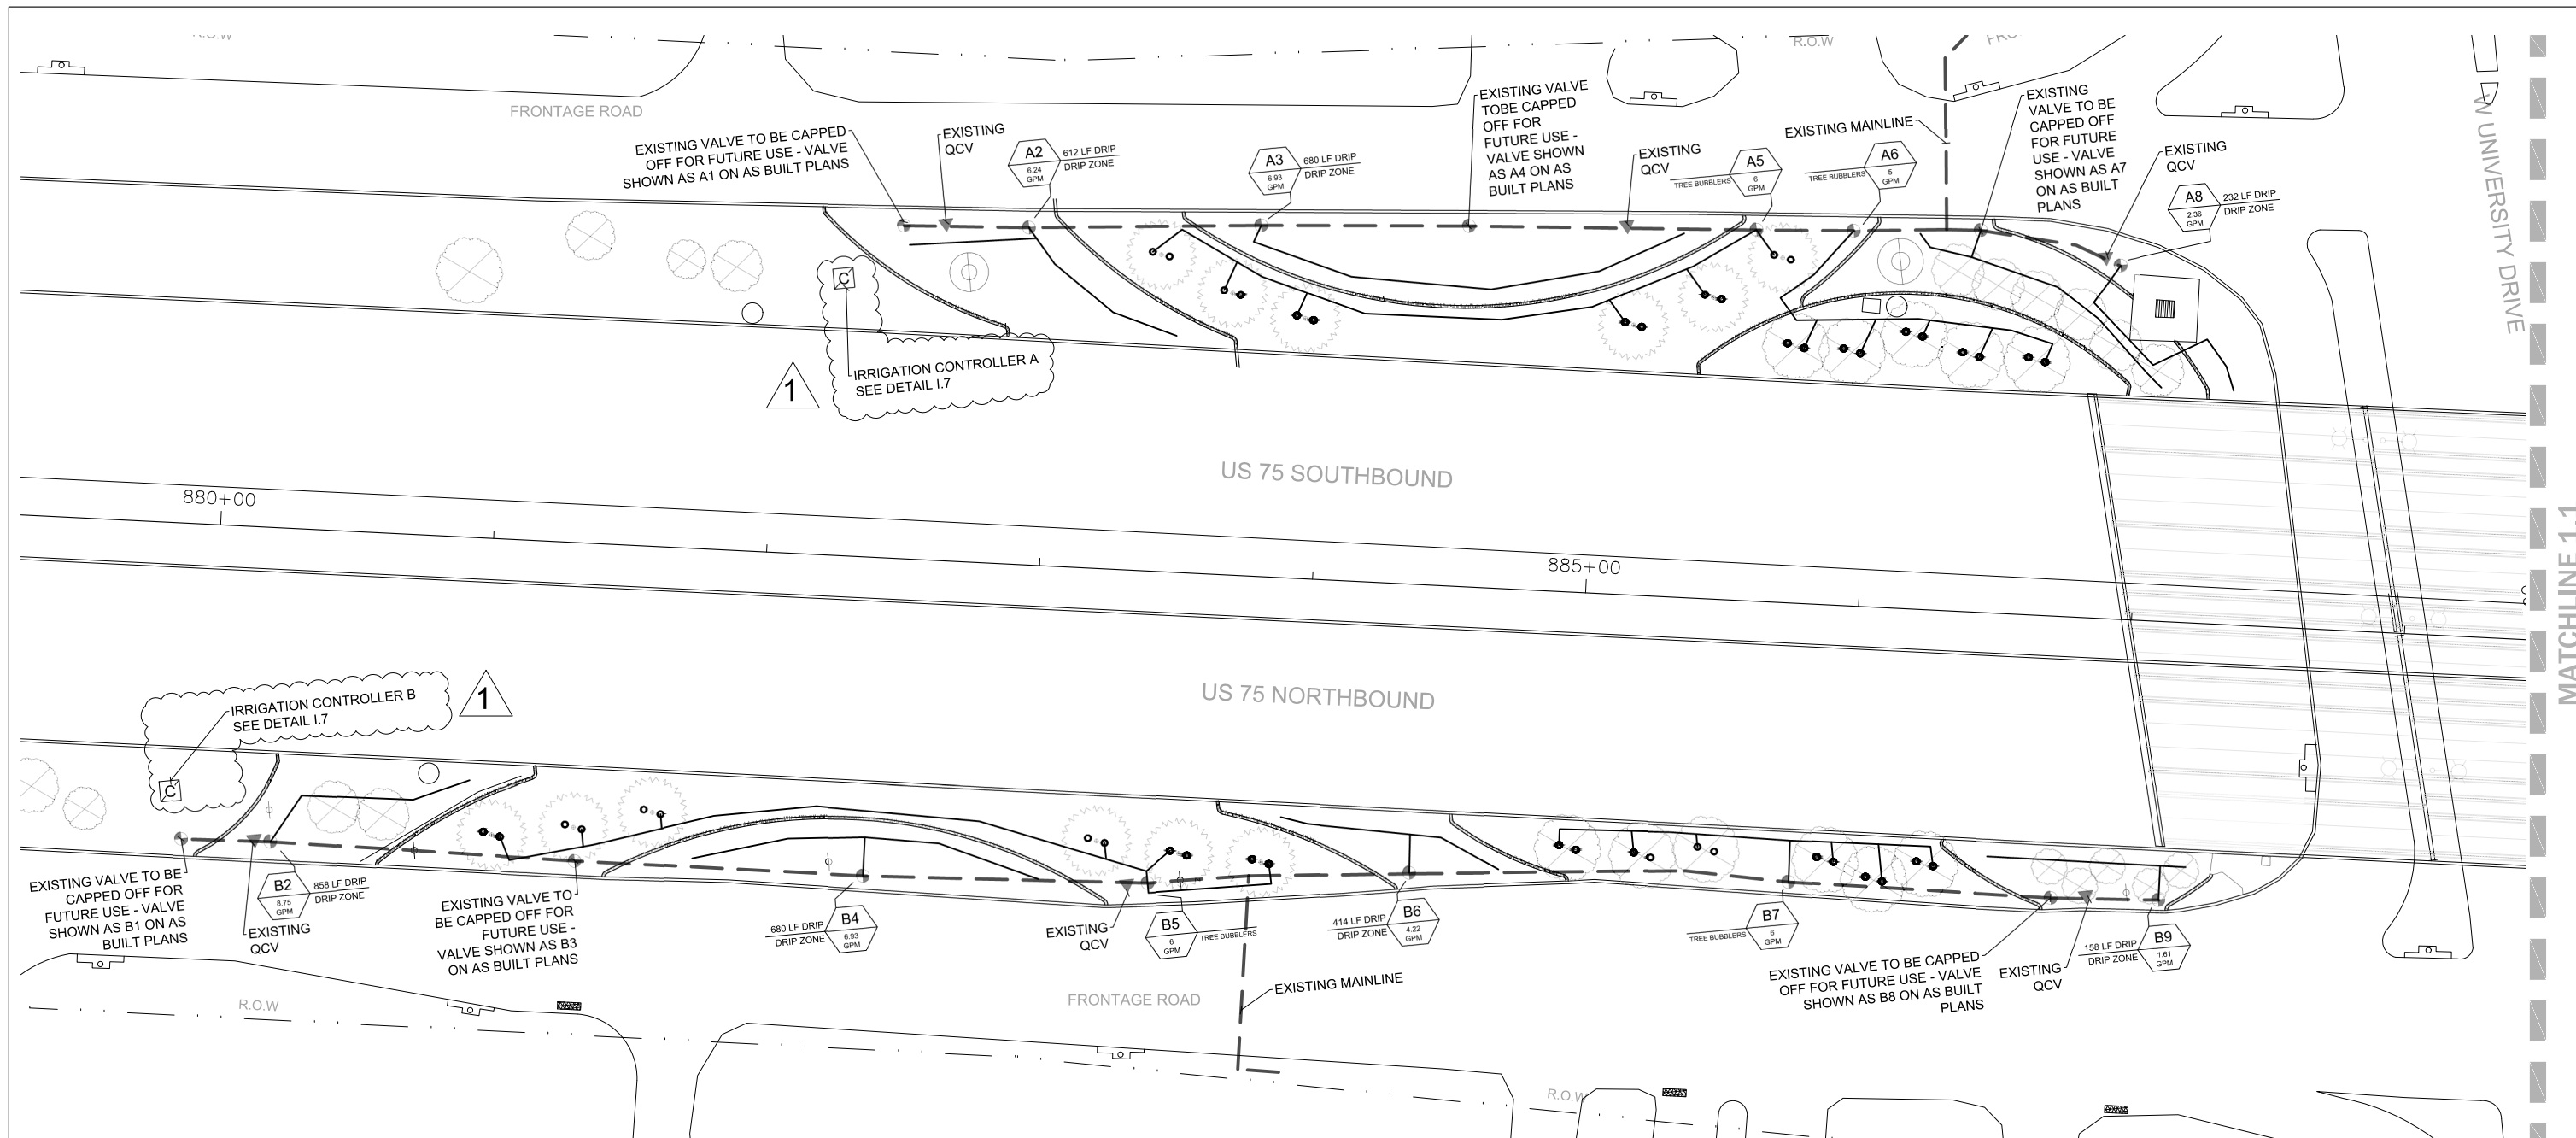 R.O.W
R.O.W
FRONTAGE ROAD
EXISTING VALVE TO BE CAPPED
OFF FOR FUTURE USE - VALVE
SHOWN AS A1 ON AS BUILT PLANS
EXISTING
QCV
A2
6.24
GPM
612 LF DRIP
DRIP ZONE
A3
6.93
GPM
680 LF DRIP
DRIP ZONE
EXISTING VALVE
TOBE CAPPED
OFF FOR
FUTURE USE -
VALVE SHOWN
AS A4 ON AS
BUILT PLANS
EXISTING
QCV
TREE BUBBLERS
A5
6
GPM
EXISTING MAINLINE
TREE BUBBLERS
A6
5
GPM
EXISTING
VALVE TO BE
CAPPED OFF
FOR FUTURE
USE - VALVE
SHOWN AS A7
ON AS BUILT
PLANS
EXISTING
QCV
A8
2.36
GPM
232 LF DRIP
DRIP ZONE
W UNIVERSITY DRIVE
C
IRRIGATION CONTROLLER A
SEE DETAIL I.7
1
US 75 SOUTHBOUND
880+00
885+00
MATCHLINE 1.1
US 75 NORTHBOUND
IRRIGATION CONTROLLER B
SEE DETAIL I.7
1
C
EXISTING VALVE TO BE
CAPPED OFF FOR
FUTURE USE - VALVE
SHOWN AS B1 ON AS
BUILT PLANS
EXISTING
QCV
B2
8.75
GPM
858 LF DRIP
DRIP ZONE
EXISTING VALVE TO
BE CAPPED OFF FOR
FUTURE USE -
VALVE SHOWN AS B3
ON AS BUILT PLANS
680 LF DRIP
DRIP ZONE
B4
6.93
GPM
EXISTING
QCV
B5
6
GPM
TREE BUBBLERS
414 LF DRIP
DRIP ZONE
B6
4.22
GPM
TREE BUBBLERS
B7
6
GPM
EXISTING VALVE TO BE CAPPED
OFF FOR FUTURE USE - VALVE
SHOWN AS B8 ON AS BUILT
PLANS
EXISTING
QCV
158 LF DRIP
DRIP ZONE
B9
1.61
GPM
EXISTING MAINLINE
FRONTAGE ROAD
R.O.W
R.O.W